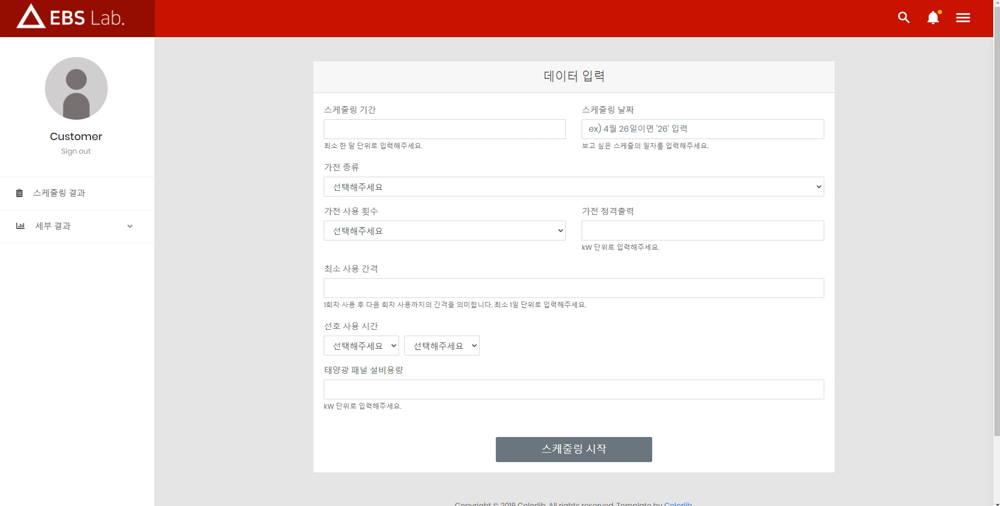 EBS Lab.
Customer
Sign out
스케줄링 결과
세부 결과
데이터 입력
스케줄링 기간
최소 한 달 단위로 입력해주세요.
스케줄링 날짜
ex) 4월 26일이면 '26' 입력
보고 싶은 스케줄의 일자를 입력해주세요.
가전 종류
선택해주세요
가전 사용 횟수
선택해주세요
가전 정격출력
kW 단위로 입력해주세요.
최소 사용 간격
1회차 사용 후 다음 회차 사용까지의 간격을 의미합니다. 최소 1일 단위로 입력해주세요.
선호 사용 시간
선택해주세요 선택해주세요
태양광 패널 설비용량
kW 단위로 입력해주세요.
스케줄링 시작
Copyright © 2018 Colorlib. All rights reserved. Template by Colorlib